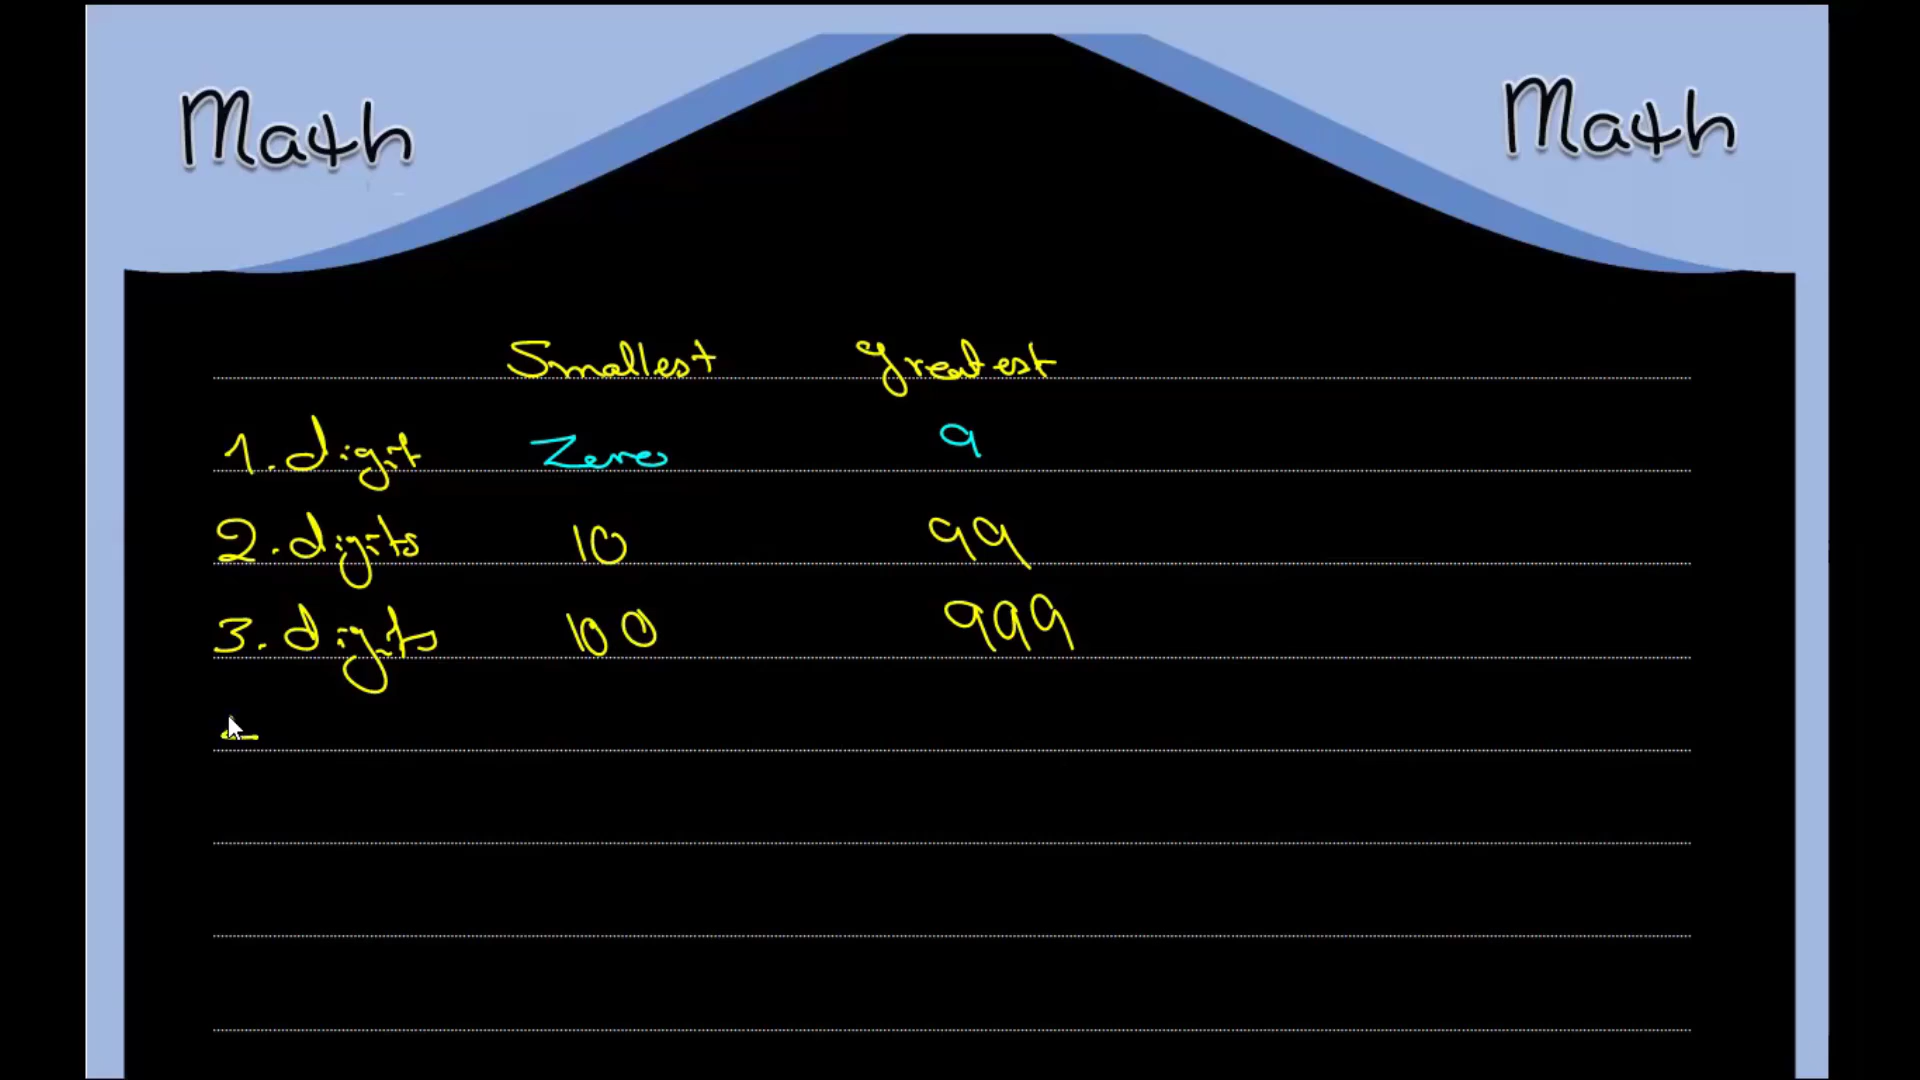 Math Math
Smallest greatest
1. digit Zero 9
2. digits 10 99
3. digits 100 999